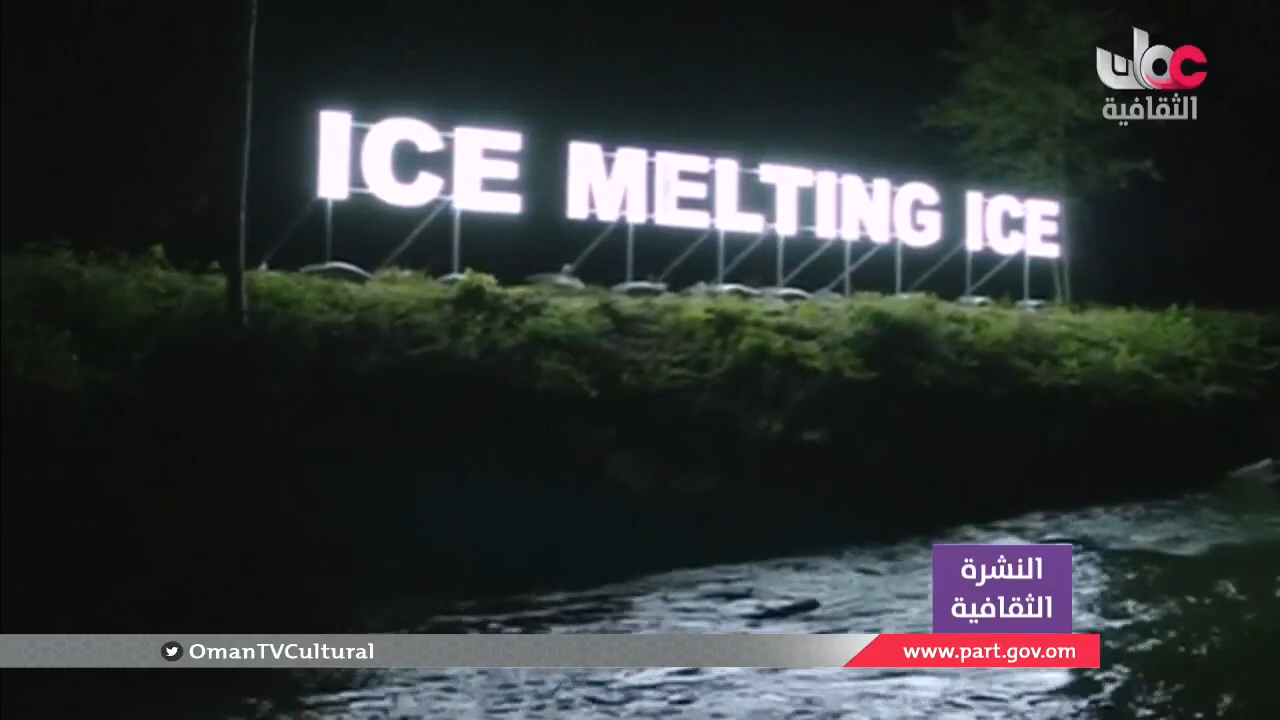 عمان
الثقافية
ICE MELTING ICE
النشرة
الثقافية
OmanTVCultural
www.part.gov.om